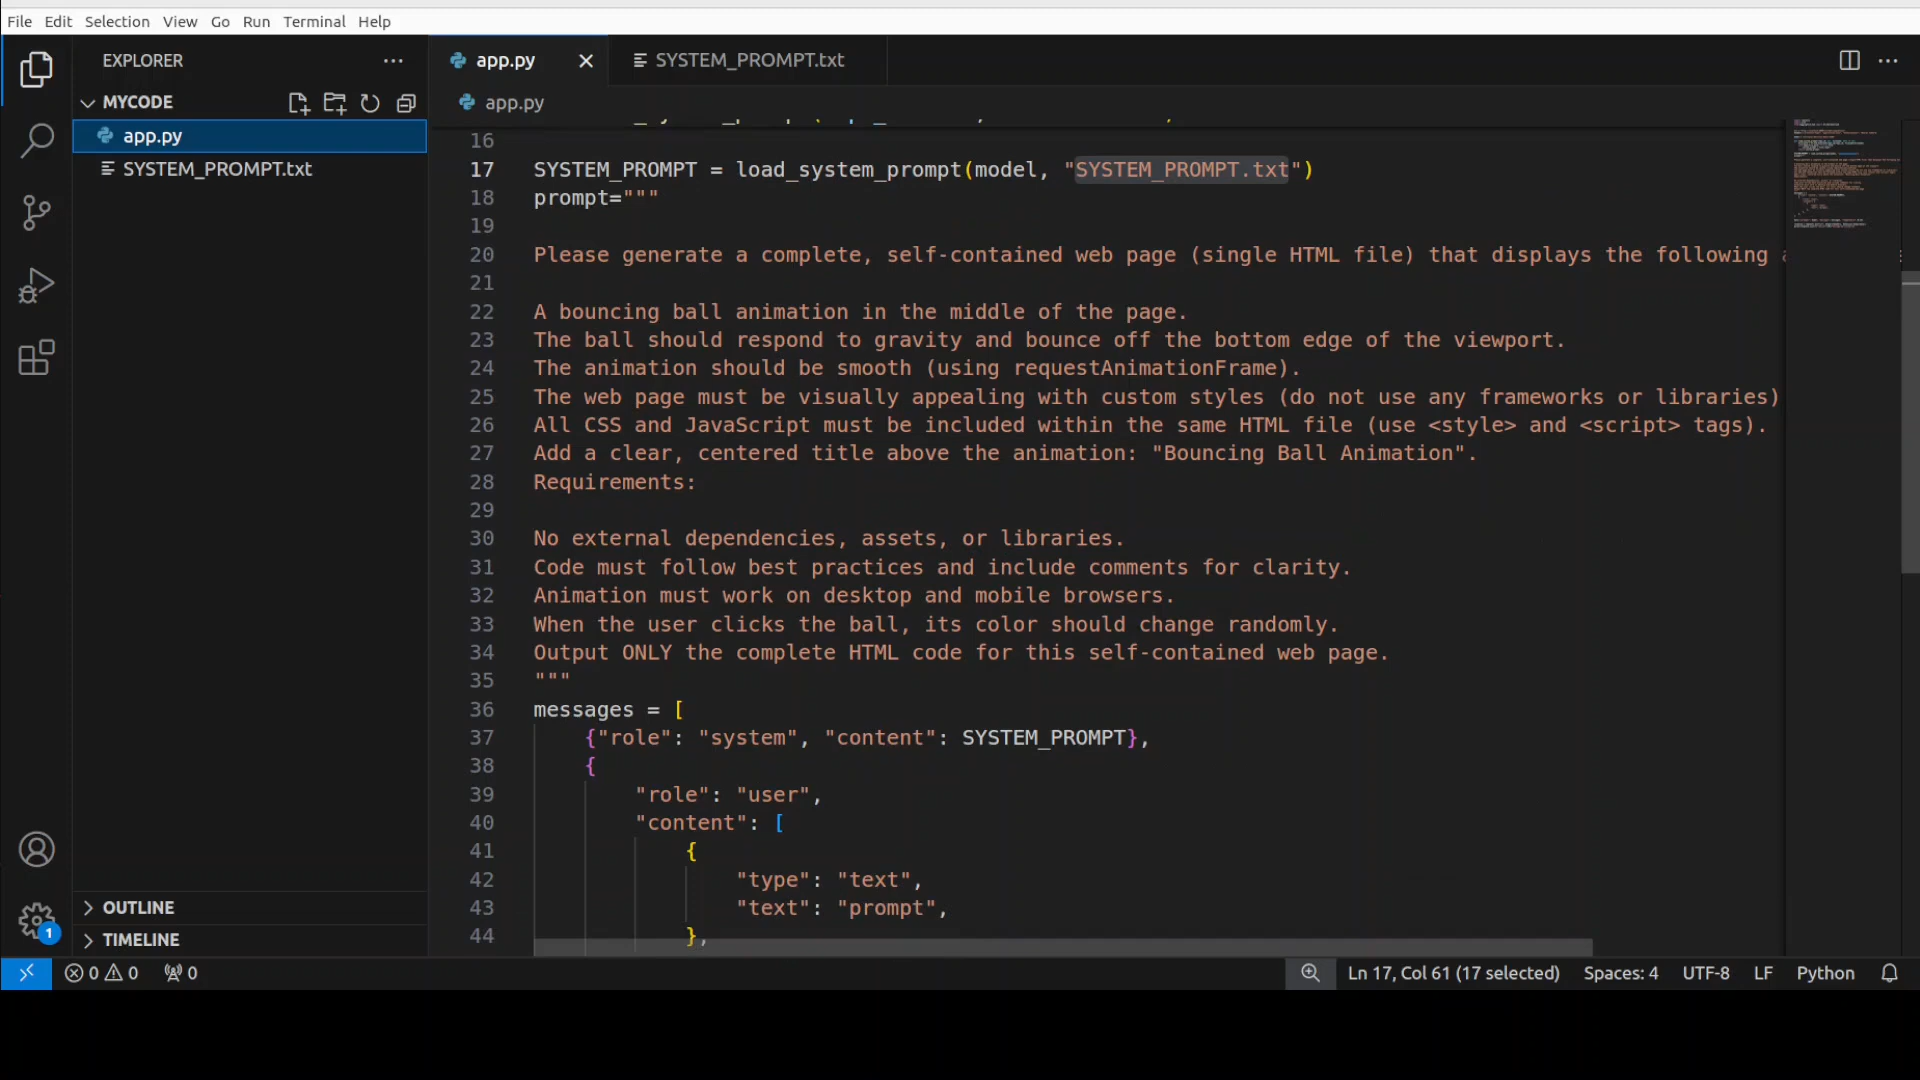 File Edit Selection View Go Run Terminal Help
EXPLORER
app.py
SYSTEM_PROMPT.txt
MYCODE
app.py
app.py
SYSTEM_PROMPT.txt
16
17 SYSTEM_PROMPT = load_system_prompt(model, "SYSTEM_PROMPT.txt")
18 prompt="""
19
20 Please generate a complete, self-contained web page (single HTML file) that displays the following
21
22 A bouncing ball animation in the middle of the page.
23 The ball should respond to gravity and bounce off the bottom edge of the viewport.
24 The animation should be smooth (using requestAnimationFrame).
25 The web page must be visually appealing with custom styles (do not use any frameworks or libraries)
26 All CSS and JavaScript must be included within the same HTML file (use <style> and <script> tags).
27 Add a clear, centered title above the animation: "Bouncing Ball Animation".
28 Requirements:
29
30 No external dependencies, assets, or libraries.
31 Code must follow best practices and include comments for clarity.
32 Animation must work on desktop and mobile browsers.
33 When the user clicks the ball, its color should change randomly.
34 Output ONLY the complete HTML code for this self-contained web page.
35 """
36 messages = [
37 {"role": "system", "content": SYSTEM_PROMPT},
38 {
39 "role": "user",
40 "content": [
41 {
42 "type": "text",
43 "text": "prompt",
44 },
OUTLINE
TIMELINE
1
0 0 0
Ln 17, Col 61 (17 selected) Spaces: 4 UTF-8 LF Python